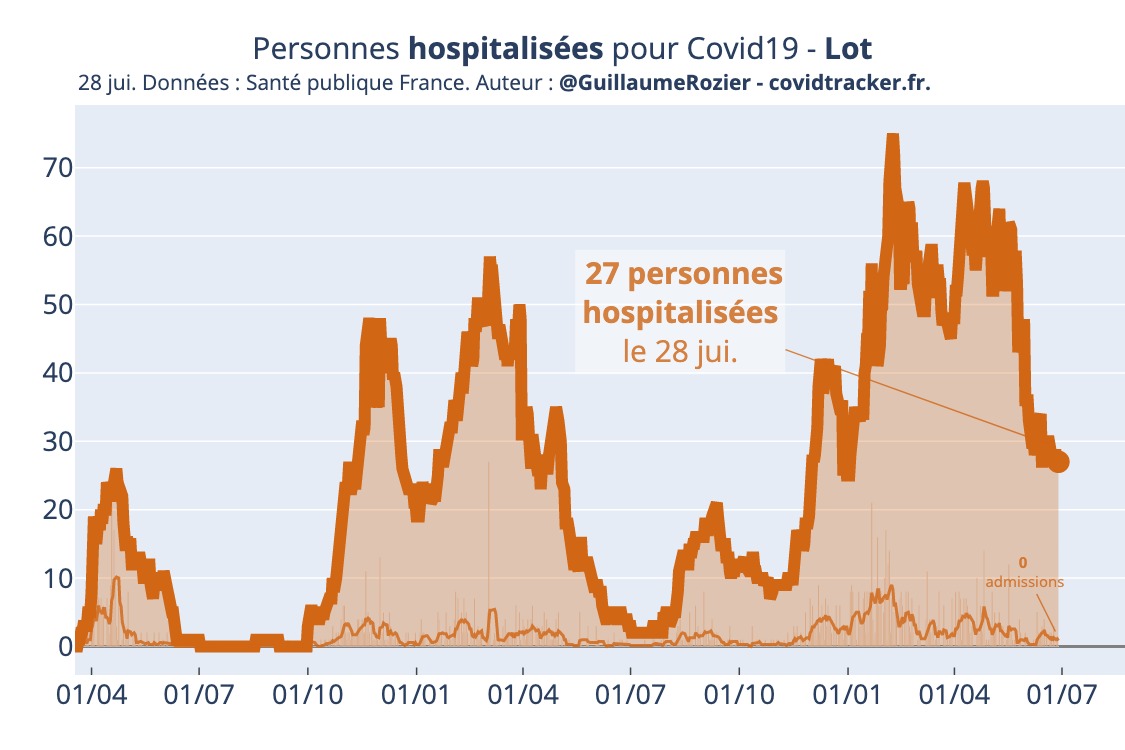 Personnes hospitalisées pour Covid19 - Lot
28 jui. Données : Santé publique France. Auteur : @GuillaumeRozier - covidtracker.fr.
70
60
50
40
30
20
10
0
27 personnes
hospitalisées
le 28 jui.
0
admissions
01/04 01/07 01/10 01/01 01/04 01/07 01/10 01/01 01/04 01/07